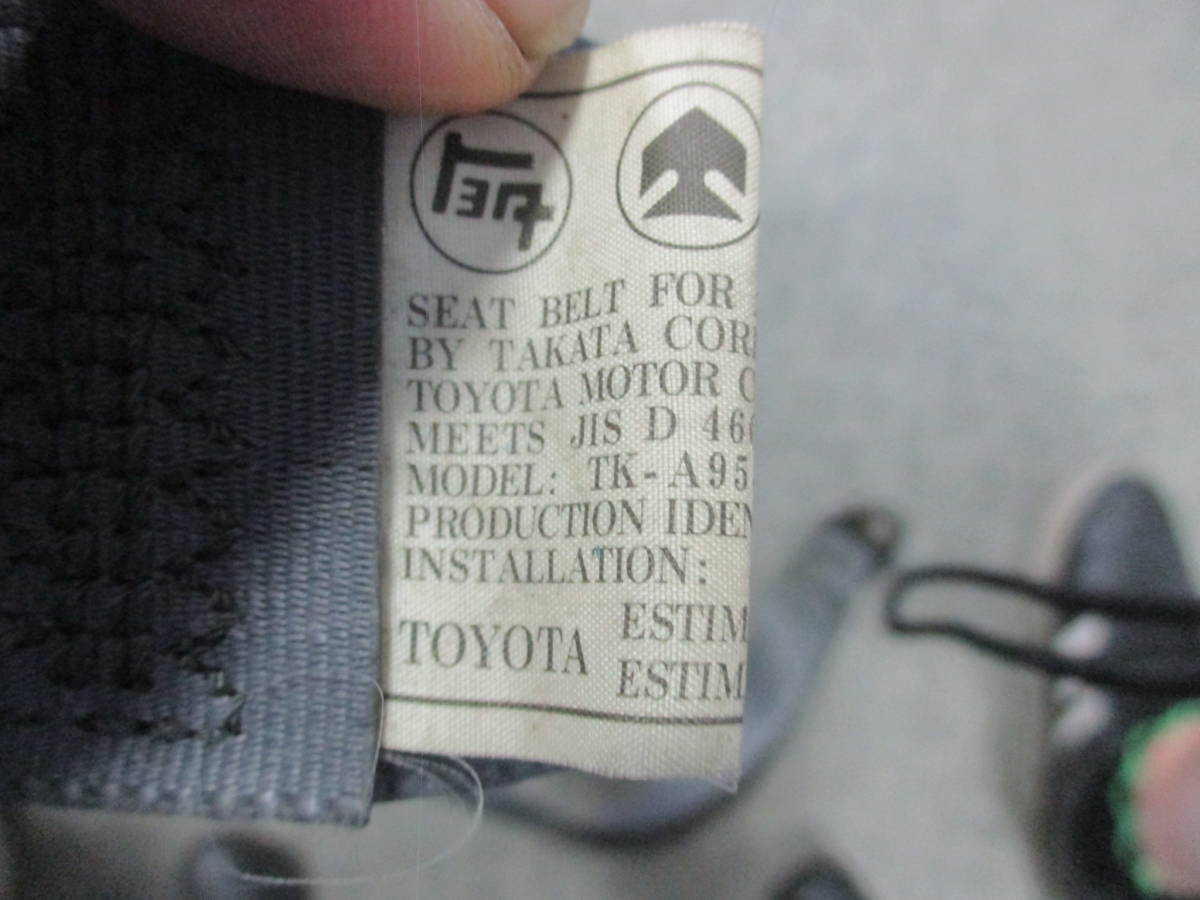 トヨタ
SEAT BELT FOR
BY TAKATA COR
TOYOTA MOTOR C
MEETS JIS D 46
MODEL: TK-A95
PRODUCTION IDEN
INSTALLATION:
TOYOTA ESTIM
ESTIM